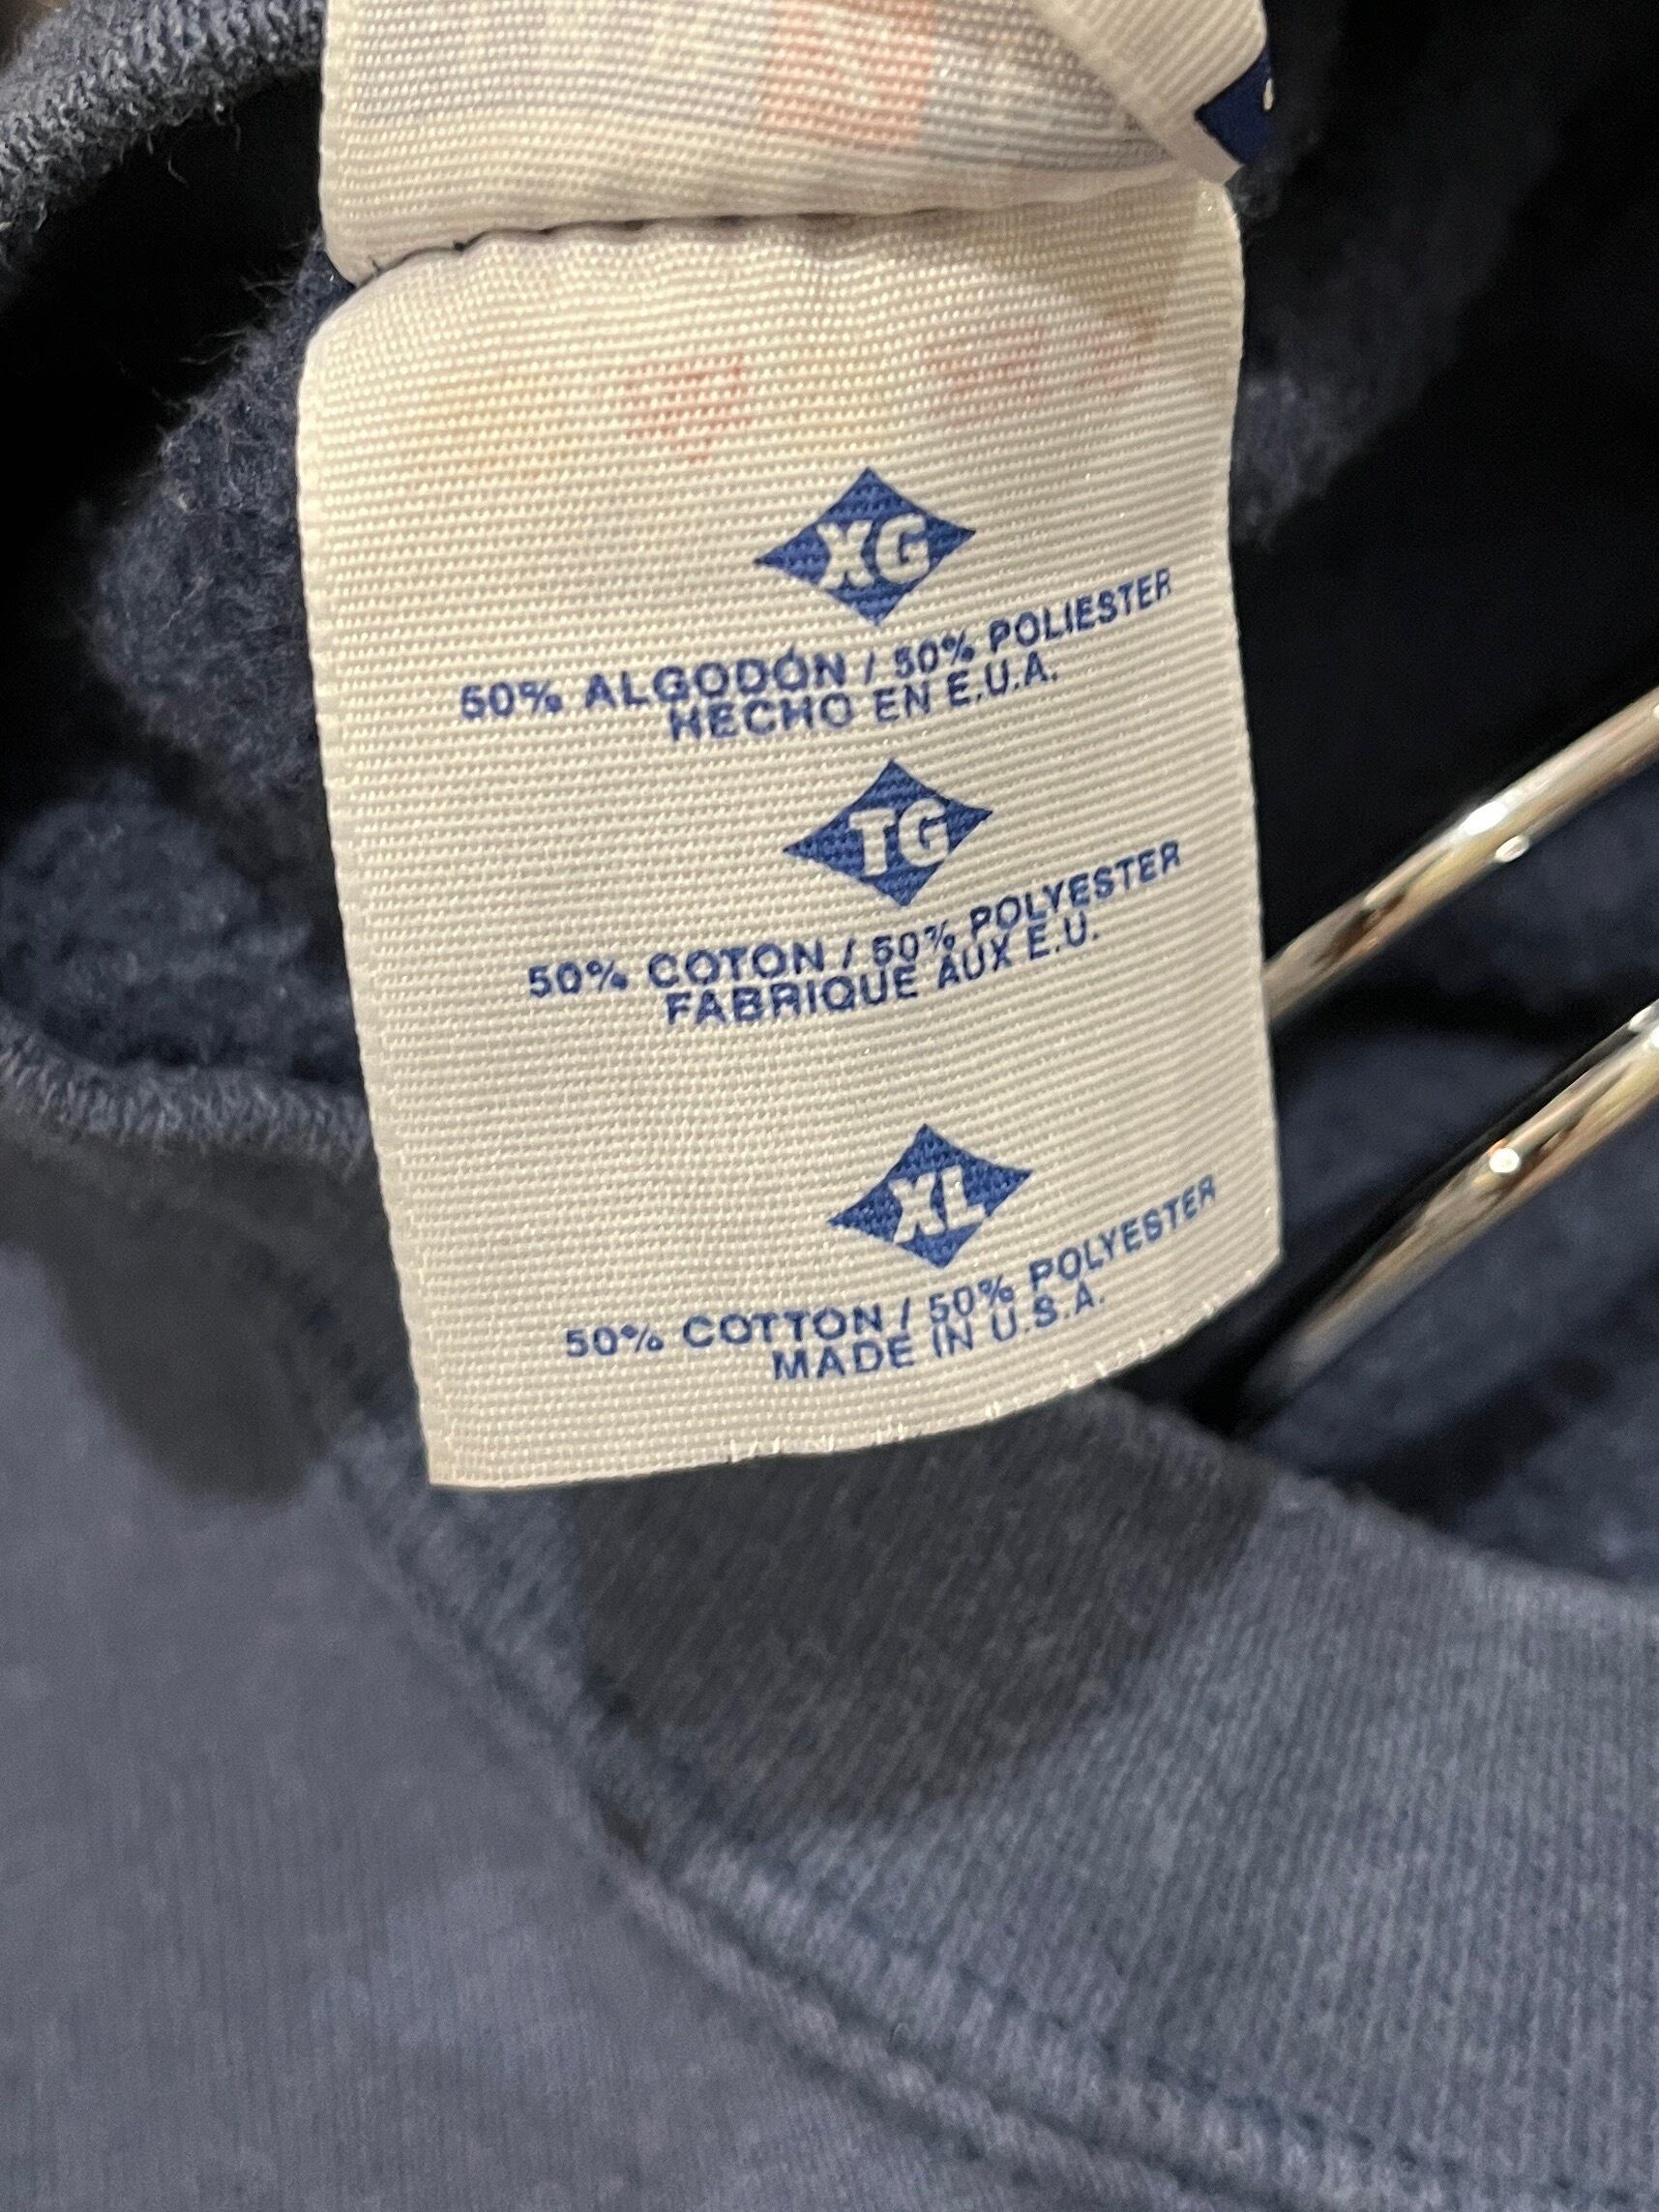 XG
50% ALGODÓN / 50% POLIESTER
HECHO EN E.U.A.
TG
50% COTON / 50% POLYESTER
FABRIQUE AUX E.U.
XL
50% COTTON / 50% POLYESTER
MADE IN U.S.A.